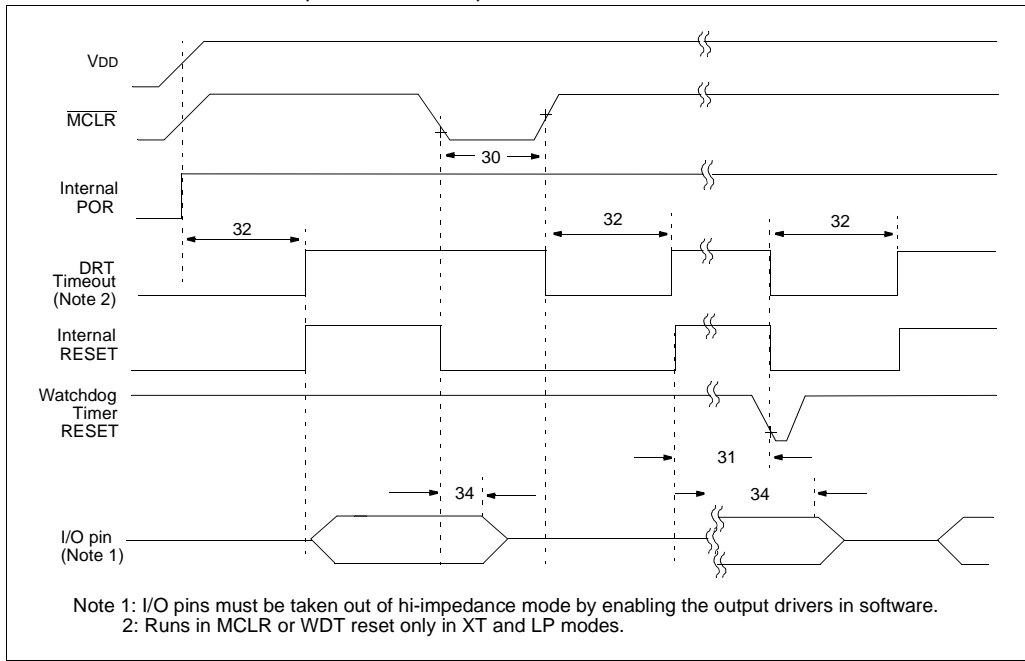 VDD
MCLR
30
Internal
POR
32
32
32
DRT
Timeout
(Note 2)
Internal
RESET
Watchdog
Timer
RESET
31
34
34
I/O pin
(Note 1)
Note 1: I/O pins must be taken out of hi-impedance mode by enabling the output drivers in software.
2: Runs in MCLR or WDT reset only in XT and LP modes.